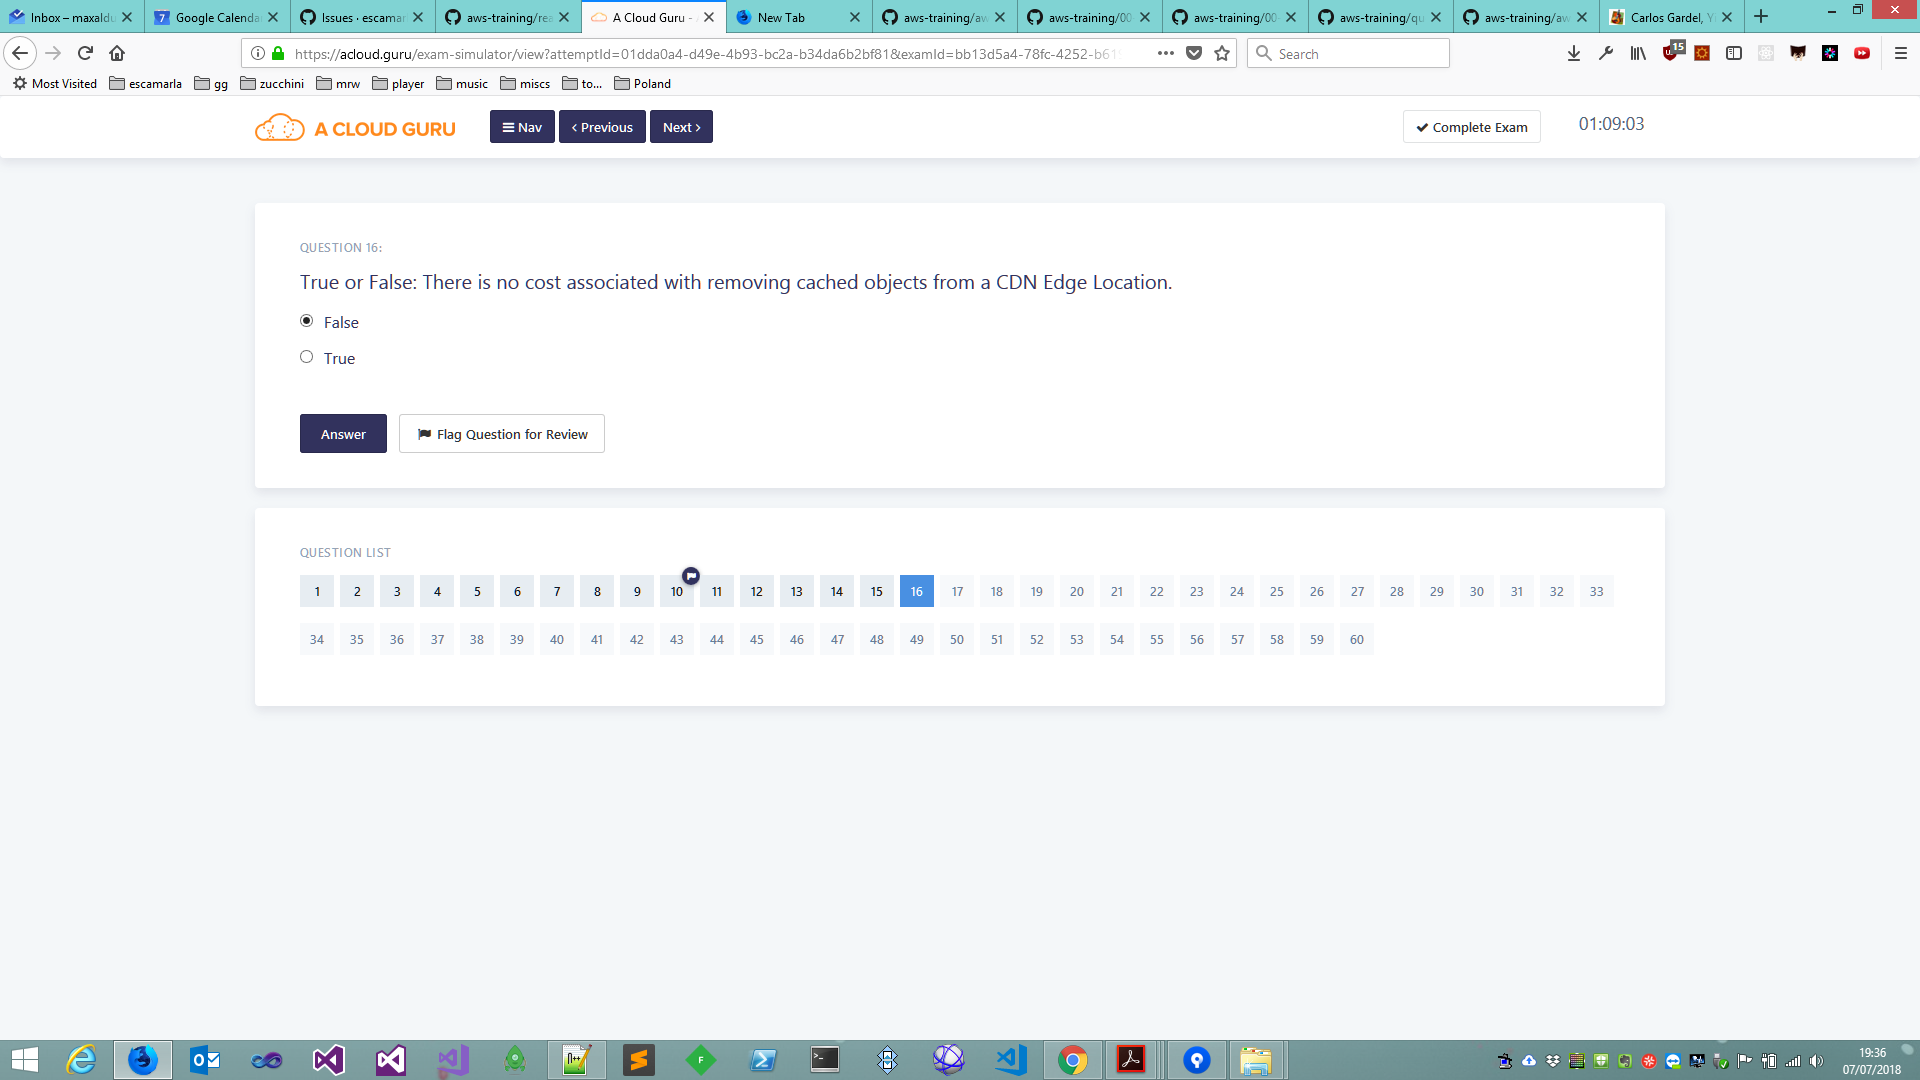 Inbox – maxaldu
Google Calenda
Issues · escamar
aws-training/rea
A Cloud Guru - A
New Tab
aws-training/aw
aws-training/00
aws-training/00
aws-training/qu
aws-training/aw
Carlos Gardel, Y
https://acloud.guru/exam-simulator/view?attemptId=01dda0a4-d49e-4b93-bc2a-b34da6b2bf81&examId=bb13d5a4-78fc-4252-b61
Search
15
Most Visited
escamarla
gg
zucchini
mrw
player
music
miscs
to...
Poland
A CLOUD GURU
Nav
Previous
Next
Complete Exam
01:09:03
QUESTION 16:
True or False: There is no cost associated with removing cached objects from a CDN Edge Location.
False
True
Answer
Flag Question for Review
QUESTION LIST
1 2 3 4 5 6 7 8 9 10 11 12 13 14 15 16 17 18 19 20 21 22 23 24 25 26 27 28 29 30 31 32 33
34 35 36 37 38 39 40 41 42 43 44 45 46 47 48 49 50 51 52 53 54 55 56 57 58 59 60
19:36
07/07/2018